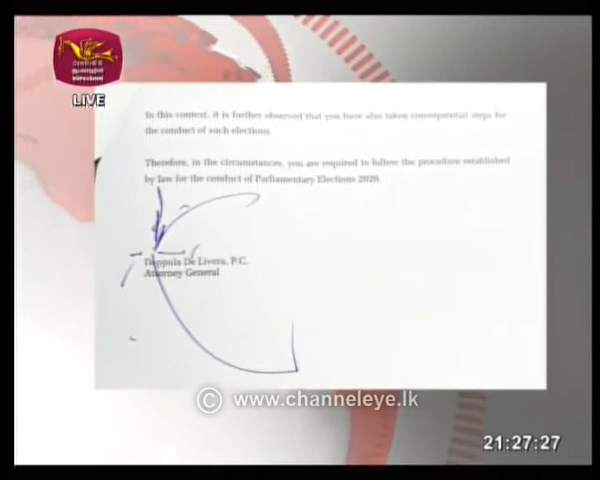 LIVE
In this context, it is further observed that you have also taken consequential steps for
the conduct of such elections.
Therefore, in the circumstances, you are required to follow the procedure established
by law for the conduct of Parliamentary Elections 2020.
Dappula De Livera, P.C.
Attorney General
© www.channeleye.lk
21:27:27